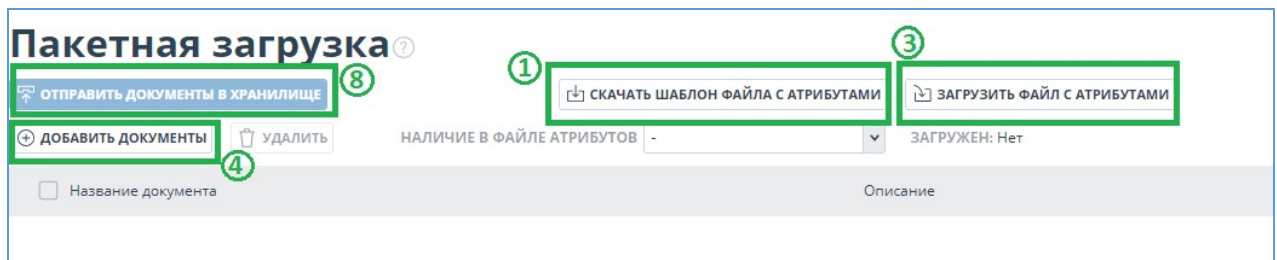 Пакетная загрузка ?
③
①
⑧
ОТПРАВИТЬ ДОКУМЕНТЫ В ХРАНИЛИЩЕ СКАЧАТЬ ШАБЛОН ФАЙЛА С АТРИБУТАМИ ЗАГРУЗИТЬ ФАЙЛ С АТРИБУТАМИ
ДОБАВИТЬ ДОКУМЕНТЫ УДАЛИТЬ НАЛИЧИЕ В ФАЙЛЕ АТРИБУТОВ - ЗАГРУЖЕН: Нет
④
Название документа Описание